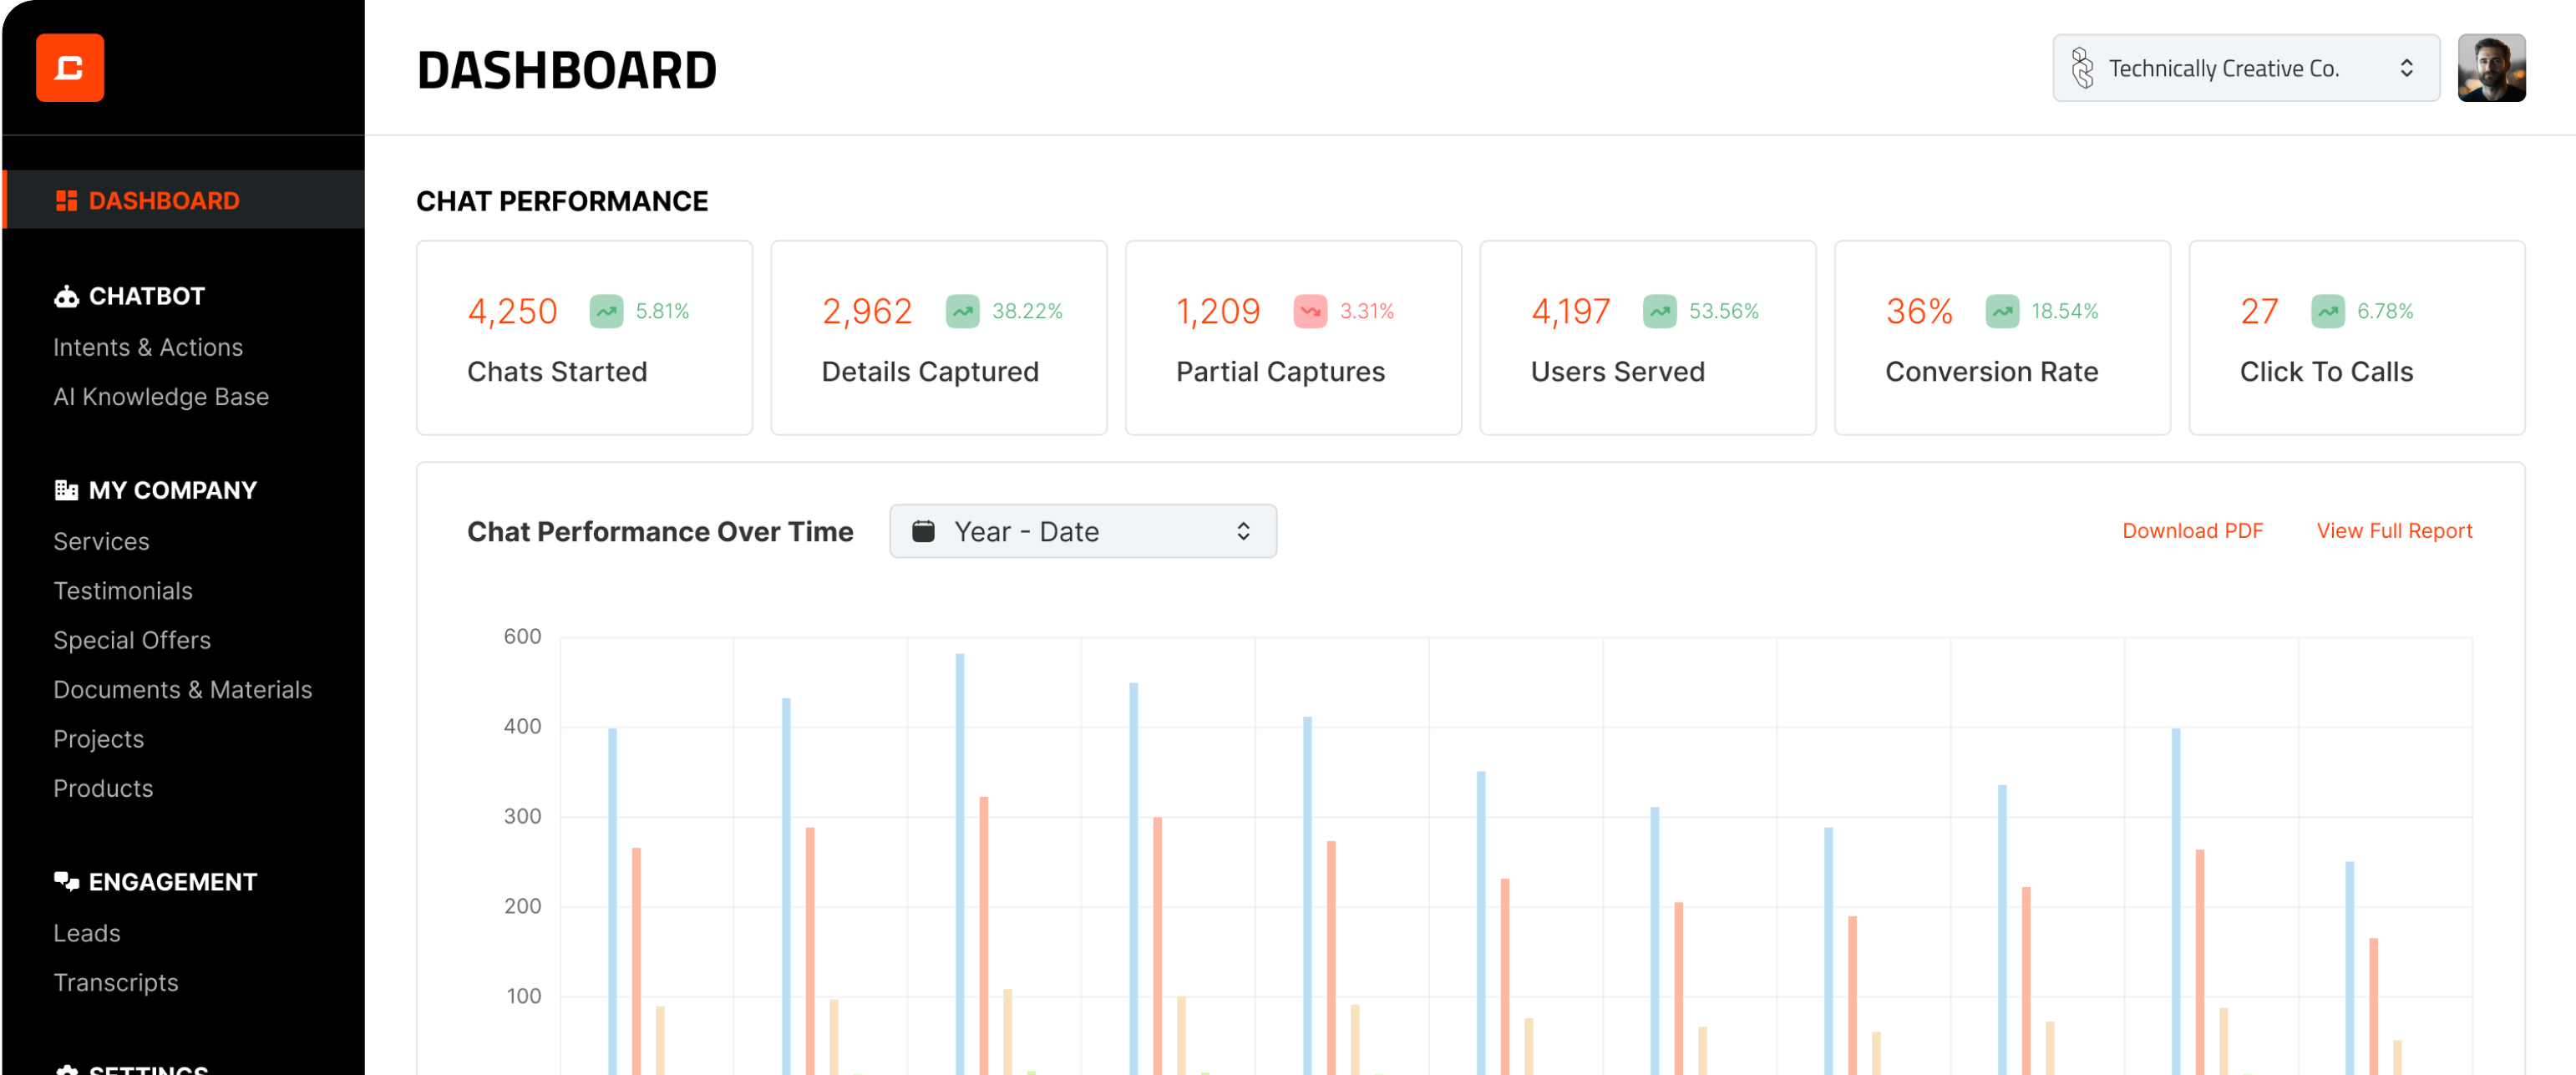 DASHBOARD
Technically Creative Co.
DASHBOARD
CHATBOT
Intents & Actions
AI Knowledge Base
MY COMPANY
Services
Testimonials
Special Offers
Documents & Materials
Projects
Products
ENGAGEMENT
Leads
Transcripts
SETTINGS
CHAT PERFORMANCE
4,250 5.81%
Chats Started
2,962 38.22%
Details Captured
1,209 3.31%
Partial Captures
4,197 53.56%
Users Served
36% 18.54%
Conversion Rate
27 6.78%
Click To Calls
Chat Performance Over Time
Year - Date
Download PDF
View Full Report
600
400
300
200
100